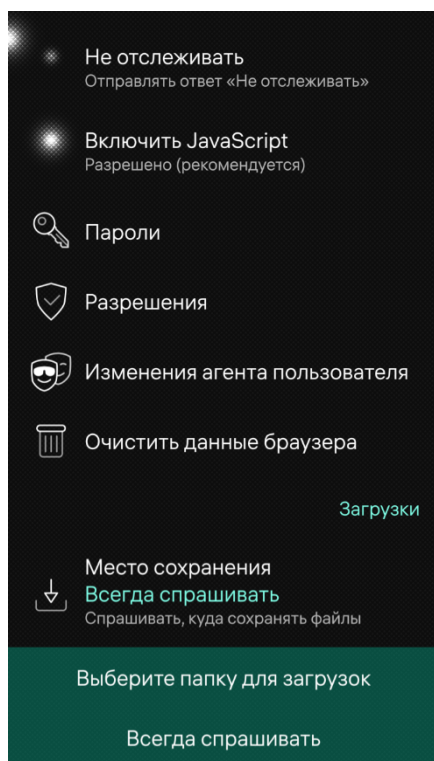 Не отслеживать
Отправлять ответ «Не отслеживать»
Включить JavaScript
Разрешено (рекомендуется)
Пароли
Разрешения
Изменения агента пользователя
Очистить данные браузера
Загрузки
Место сохранения
Всегда спрашивать
Спрашивать, куда сохранять файлы
Выберите папку для загрузок
Всегда спрашивать